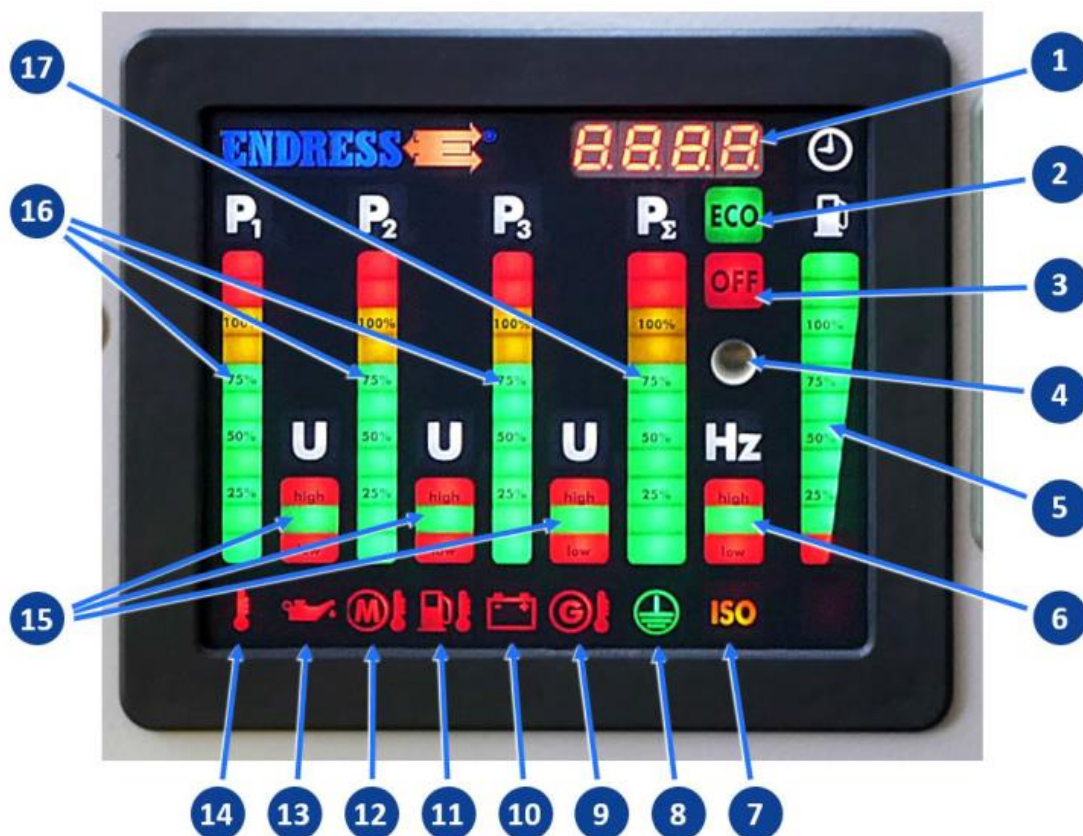 17
1
ENDRESS E ® 8.8.8.8.
2
16
P1 P2 P3 PΣ ECO
OFF
3
100% 100% 100% 100% 100%
75% 75% 75% 75% 75%
4
50% U 50% U 50% U 50% Hz 50%
25% high 25% high 25% high 25% high 25%
5
low low low low
15
6
M G ISO
14 13 12 11 10 9 8 7